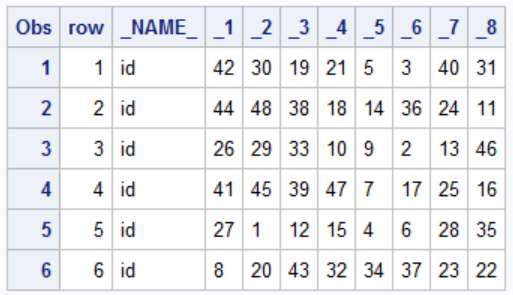 Obs row _NAME_ _1 _2 _3 _4 _5 _6 _7 _8
1 1 id 42 30 19 21 5 3 40 31
2 2 id 44 48 38 18 14 36 24 11
3 3 id 26 29 33 10 9 2 13 46
4 4 id 41 45 39 47 7 17 25 16
5 5 id 27 1 12 15 4 6 28 35
6 6 id 8 20 43 32 34 37 23 22